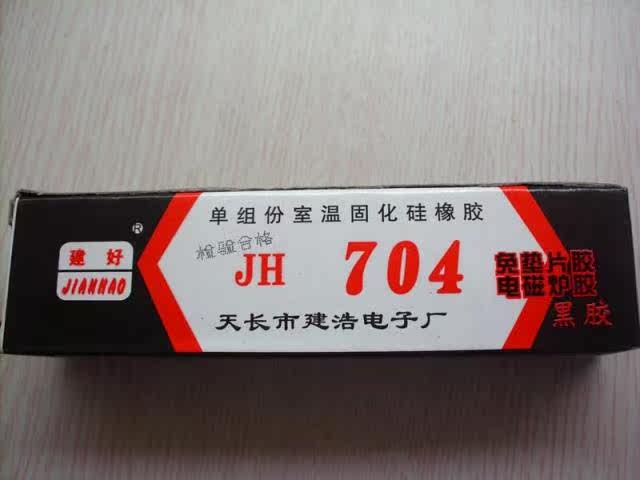 建好
®
JIANHAO
单组份室温固化硅橡胶
检验合格
JH 704
天长市建浩电子厂
免垫片胶
电磁炉胶
黑胶